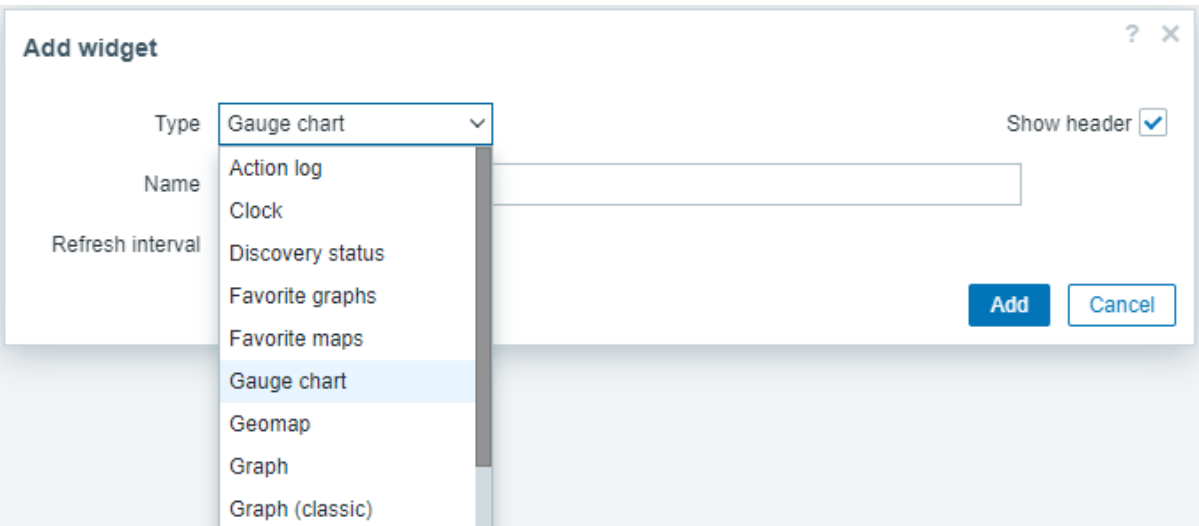 Add widget
?
Type Gauge chart Show header
Action log
Name
Clock
Refresh interval
Discovery status
Favorite graphs
Add Cancel
Favorite maps
Gauge chart
Geomap
Graph
Graph (classic)